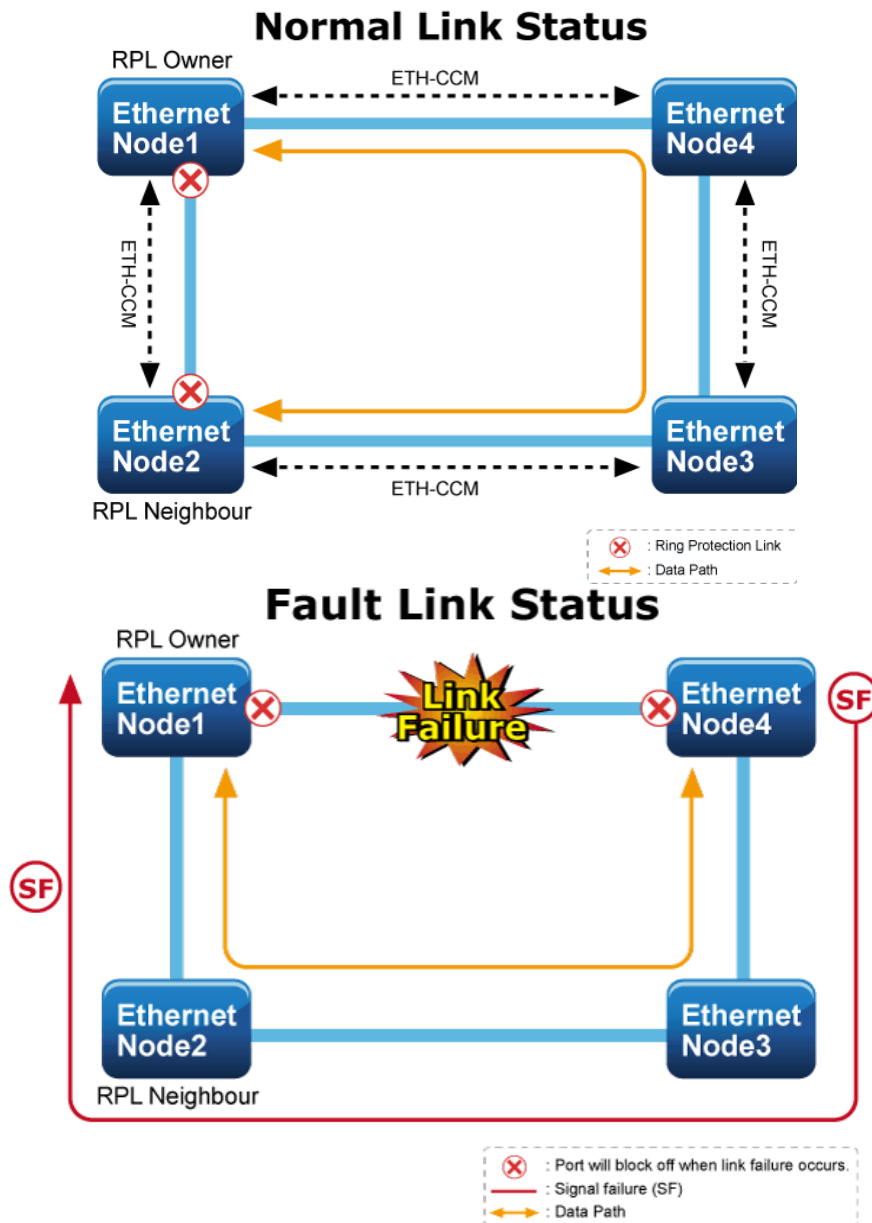 Normal Link Status
RPL Owner
ETH-CCM
Ethernet
Node1
Ethernet
Node4
ETH-CCM
ETH-CCM
Ethernet
Node2
Ethernet
Node3
ETH-CCM
RPL Neighbour
: Ring Protection Link
: Data Path
Fault Link Status
RPL Owner
Ethernet
Node1
Link
Failure
Ethernet
Node4
SF
SF
Ethernet
Node2
Ethernet
Node3
RPL Neighbour
: Port will block off when link failure occurs.
: Signal failure (SF)
: Data Path